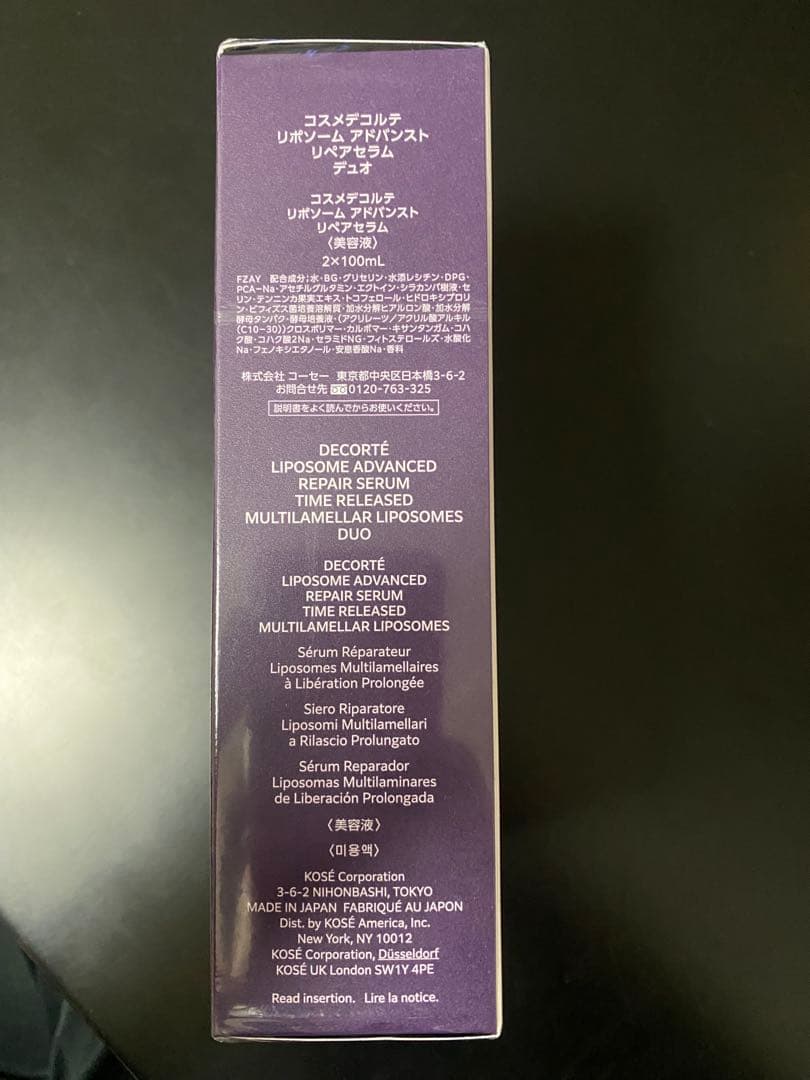 コスメデコルテ
リポソーム アドバンスト
リペアセラム
デュオ
コスメデコルテ
リポソーム アドバンスト
リペアセラム
〈美容液〉
2×100mL
FZAY 配合成分；水・BG・グリセリン・水添レシチン・DPG・
PCA-Na・アセチルグルタミン・エクトイン・シラカンバ樹液・セ
リン・テンニンカ果実エキス・トコフェロール・ヒドロキシプロリ
ン・ビフィズス菌培養溶解質・加水分解ヒアルロン酸・加水分解
酵母タンパク・酵母培養液・(アクリレーツ／アクリル酸アルキル
(C10-30))クロスポリマー・カルボマー・キサンタンガム・コハ
ク酸・コハク酸2Na・セラミドNG・フィトステロールズ・水酸化
Na・フェノキシエタノール・安息香酸Na・香料
株式会社 コーセー 東京都中央区日本橋3-6-2
お問合せ先 0120-763-325
説明書をよく読んでからお使いください。
DECORTÉ
LIPOSOME ADVANCED
REPAIR SERUM
TIME RELEASED
MULTILAMELLAR LIPOSOMES
DUO
DECORTÉ
LIPOSOME ADVANCED
REPAIR SERUM
TIME RELEASED
MULTILAMELLAR LIPOSOMES
Sérum Réparateur
Liposomes Multilamellaires
à Libération Prolongée
Siero Riparatore
Liposomi Multilamellari
a Rilascio Prolungato
Sérum Reparador
Liposomas Multilaminares
de Liberación Prolongada
〈美容液〉
〈미용액〉
KOSÉ Corporation
3-6-2 NIHONBASHI, TOKYO
MADE IN JAPAN FABRIQUÉ AU JAPON
Dist. by KOSÉ America, Inc.
New York, NY 10012
KOSÉ Corporation, Düsseldorf
KOSÉ UK London SW1Y 4PE
Read insertion. Lire la notice.